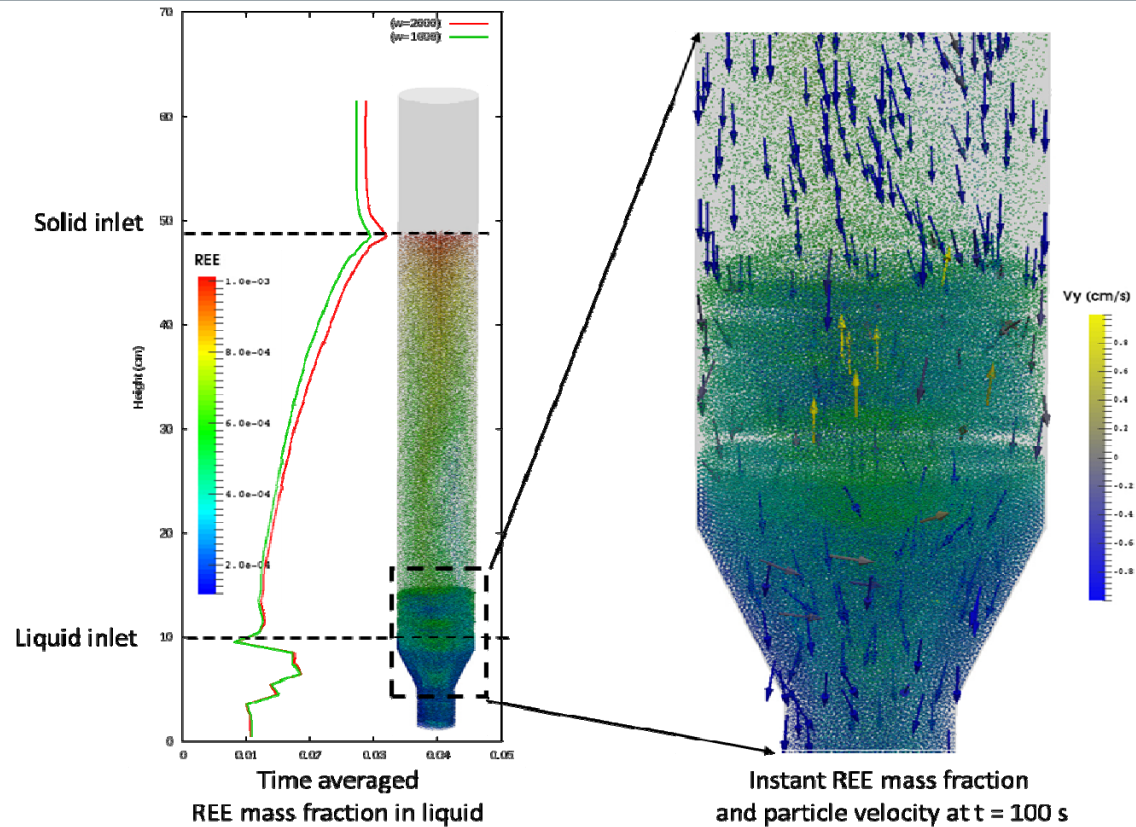 70
(w=2000)
(w=1000)
60
50
40
30
20
10
0
Height (cm)
Solid inlet
Liquid inlet
REE
1.0e-03
8.0e-04
6.0e-04
4.0e-04
2.0e-04
0
0.01
0.02
0.03
0.04
0.05
Time averaged
REE mass fraction in liquid
Vy (cm/s)
0.8
0.4
0.2
0
-0.2
-0.4
-0.6
-0.8
Instant REE mass fraction
and particle velocity at t = 100 s